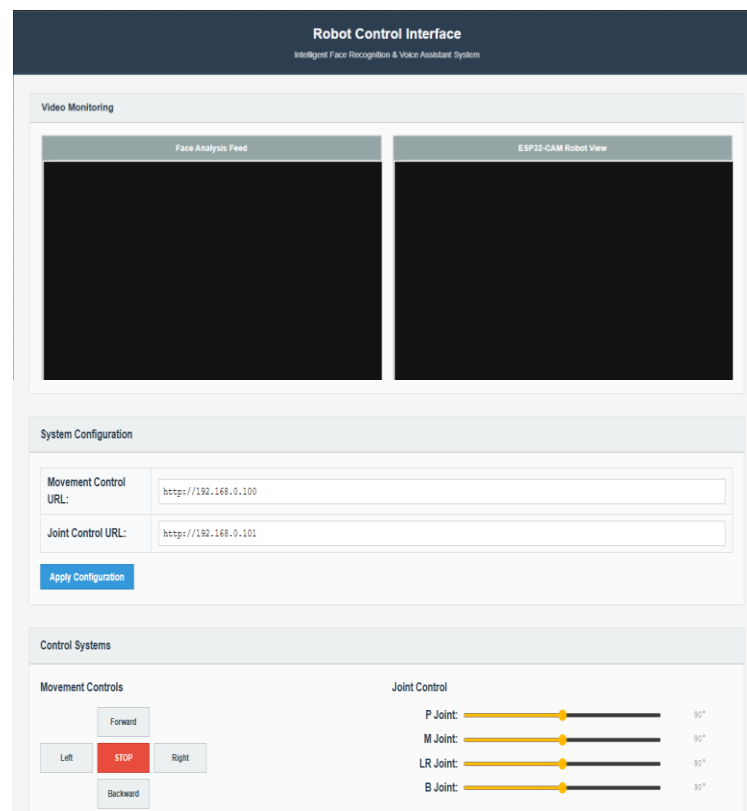 Robot Control Interface
Intelligent Face Recognition & Voice Assistant System
Video Monitoring
Face Analysis Feed
ESP32-CAM Robot View
System Configuration
Movement Control
URL:
http://192.168.0.100
Joint Control URL:
http://192.168.0.101
Apply Configuration
Control Systems
Movement Controls
Forward
Left
STOP
Right
Backward
Joint Control
P Joint:
90°
M Joint:
90°
LR Joint:
90°
B Joint:
90°